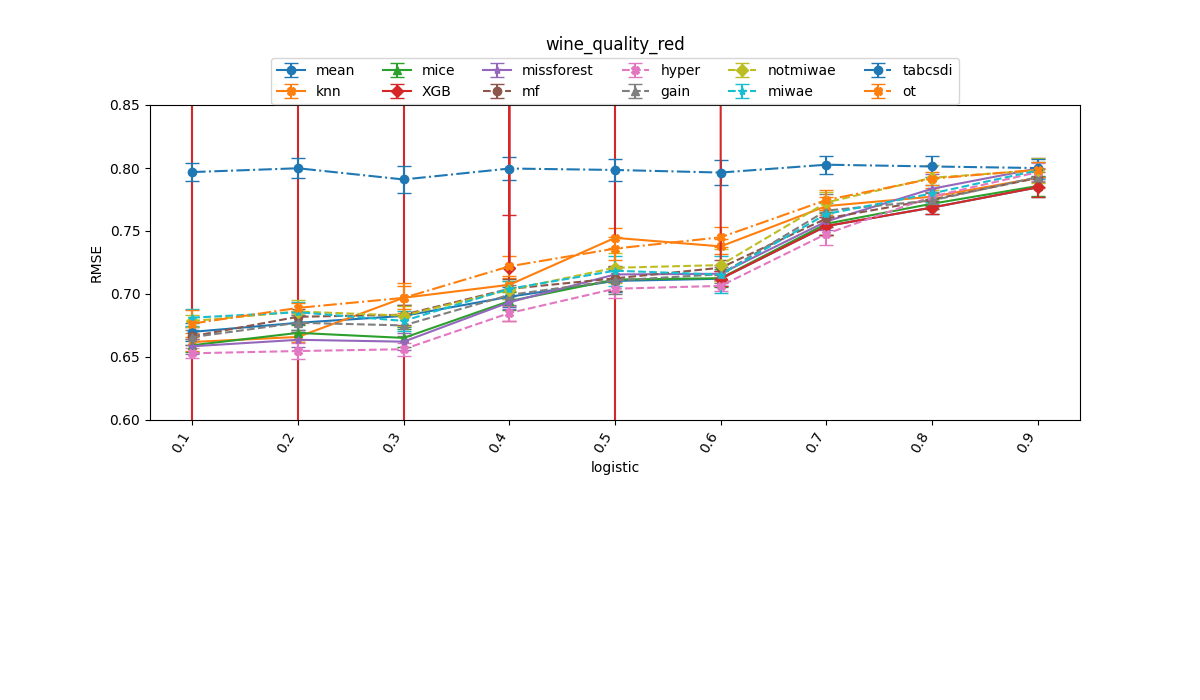 wine_quality_red
mean mice missforest hyper notmiwae tabcsdi
knn XGB mf gain miwae ot
0.85
0.80
0.75
0.70
0.65
0.60
RMSE
0.1 0.2 0.3 0.4 0.5 0.6 0.7 0.8 0.9
logistic